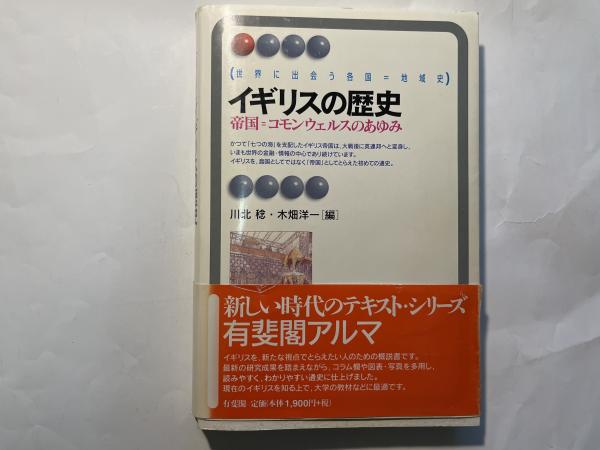 (世界に出会う各国=地域史)
イギリスの歴史
帝国=コモンウェルスのあゆみ
かつて「七つの海」を支配したイギリス帝国は、大戦後に英連邦へと変身し、
いまも世界の金融・情報の中心であり続けています。
イギリスを、島国としてではなく「帝国」としてとらえた初めての通史。
川北 稔・木畑洋一[編]
新しい時代のテキスト・シリーズ
有斐閣アルマ
イギリスを、新たな視点でとらえたい人のための概説書です。
最新の研究成果を踏まえながら、コラム欄や図表・写真を多用し、
読みやすく、わかりやすい通史に仕上げました。
現在のイギリスを知る上で、大学の教材などに最適です。
有斐閣 定価(本体1,900円+税)